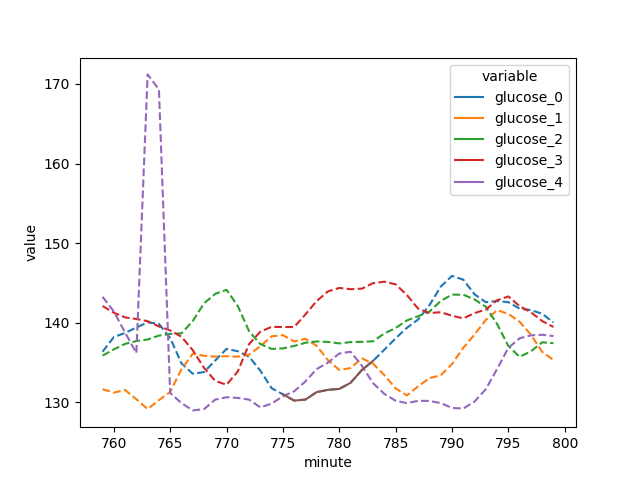 170
160
150
140
130
value
760
765
770
775
780
785
790
795
800
minute
variable
glucose_0
glucose_1
glucose_2
glucose_3
glucose_4